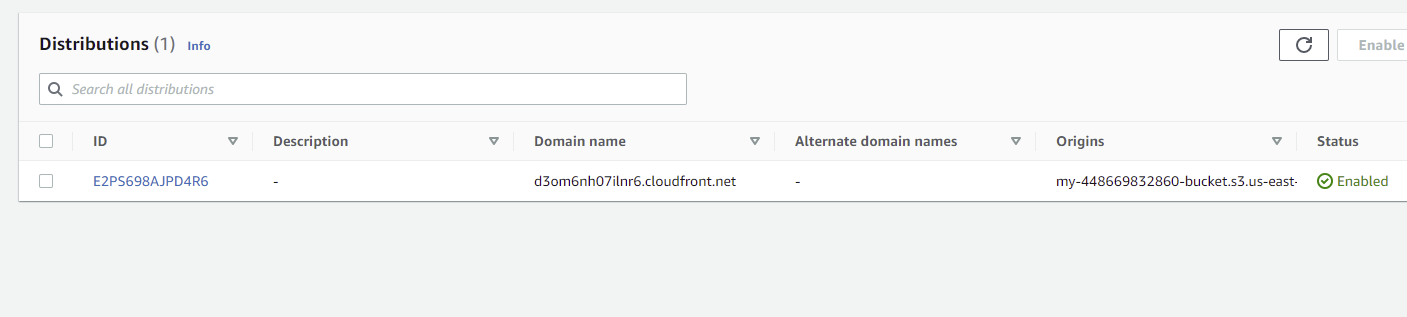 Distributions (1) Info
Enable
Search all distributions
ID Description Domain name Alternate domain names Origins Status
E2PS698AJPD4R6 - d3om6nh07ilnr6.cloudfront.net - my-448669832860-bucket.s3.us-east- Enabled